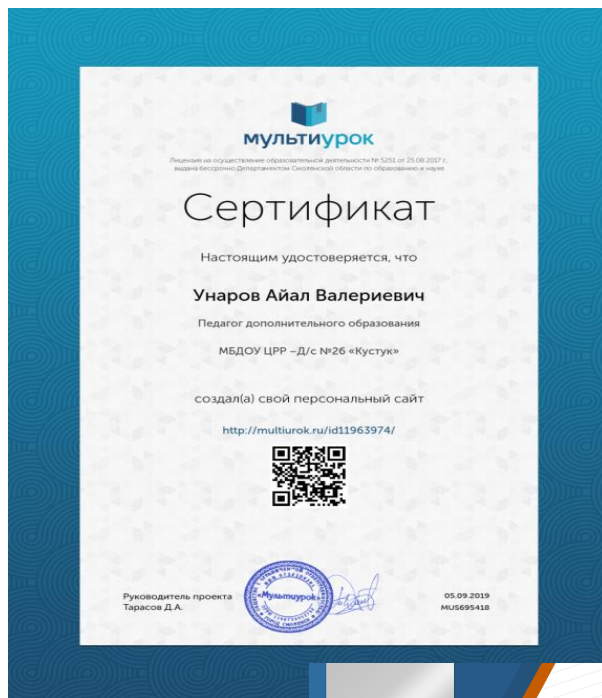 мультиурок
Лицензия на осуществление образовательной деятельности № 5251 от 25.08.2017 г.,
выдана бессрочно Департаментом Смоленской области по образованию и науке
Сертификат
Настоящим удостоверяется, что
Унаров Айал Валериевич
Педагог дополнительного образования
МБДОУ ЦРР –Д/с №26 «Кустук»
создал(а) свой персональный сайт
http://multiurok.ru/id11963974/
Руководитель проекта
Тарасов Д.А.
«Мультиурок»
05.09.2019
MUS695418